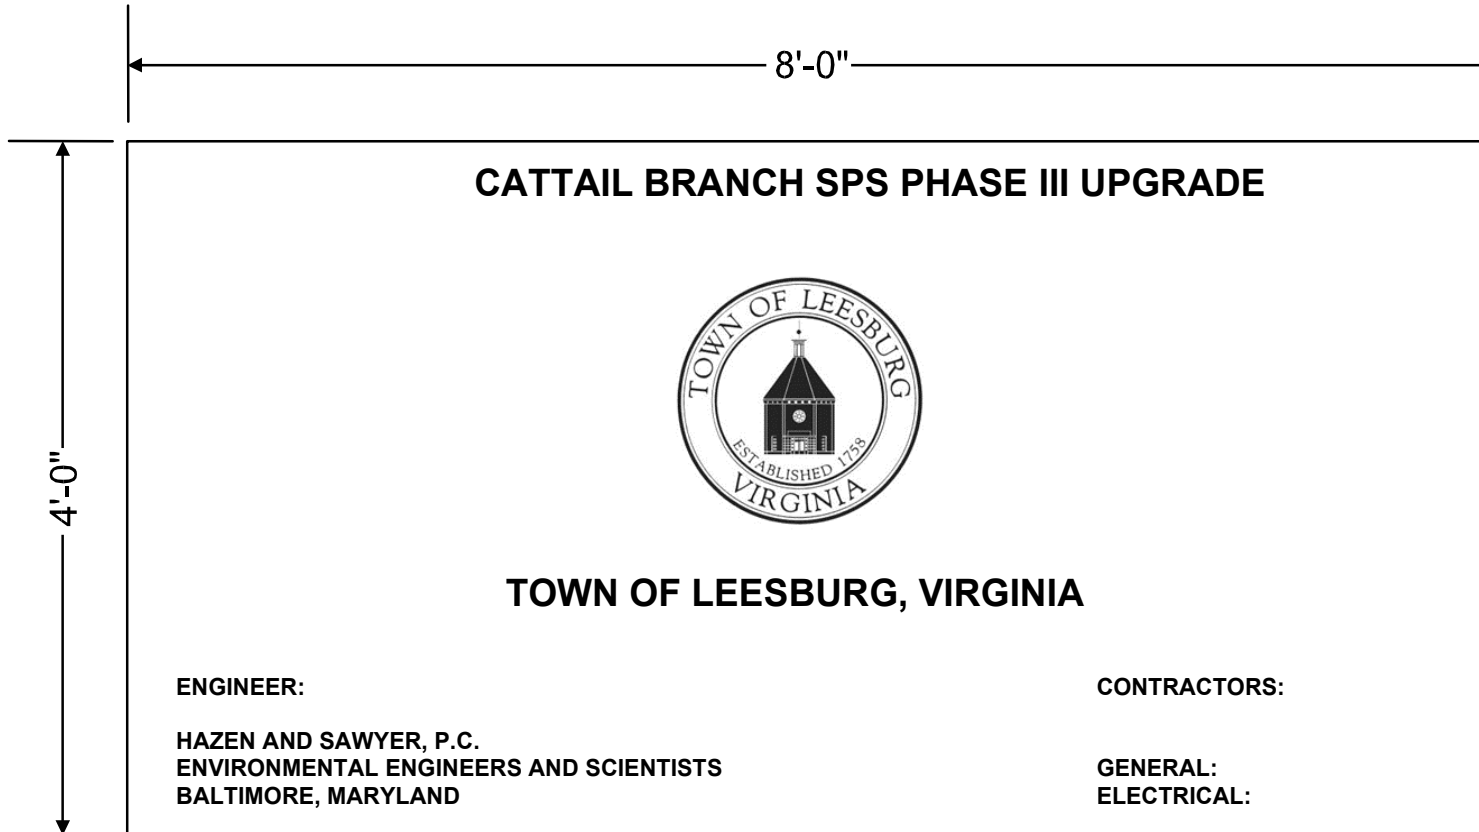 8'-0"
CATTAIL BRANCH SPS PHASE III UPGRADE
TOWN OF LEESBURG
ESTABLISHED 1758
VIRGINIA
4'-0"
TOWN OF LEESBURG, VIRGINIA
ENGINEER:
HAZEN AND SAWYER, P.C.
ENVIRONMENTAL ENGINEERS AND SCIENTISTS
BALTIMORE, MARYLAND
CONTRACTORS:
GENERAL:
ELECTRICAL: